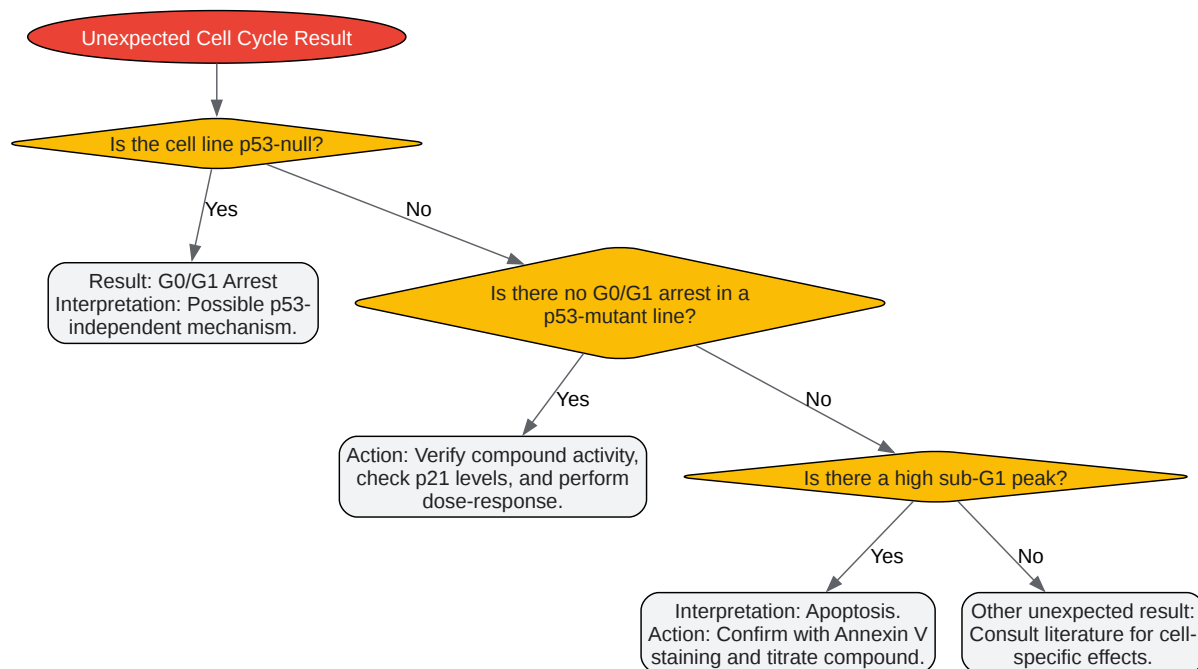 Unexpected Cell Cycle Result
Is the cell line p53-null?
Yes
No
Result: G0/G1 Arrest
Interpretation: Possible p53-
independent mechanism.
Is there no G0/G1 arrest in a
p53-mutant line?
Yes
No
Action: Verify compound activity,
check p21 levels, and perform
dose-response.
Is there a high sub-G1 peak?
Yes
No
Interpretation: Apoptosis.
Action: Confirm with Annexin V
staining and titrate compound.
Other unexpected result:
Consult literature for cell-
specific effects.